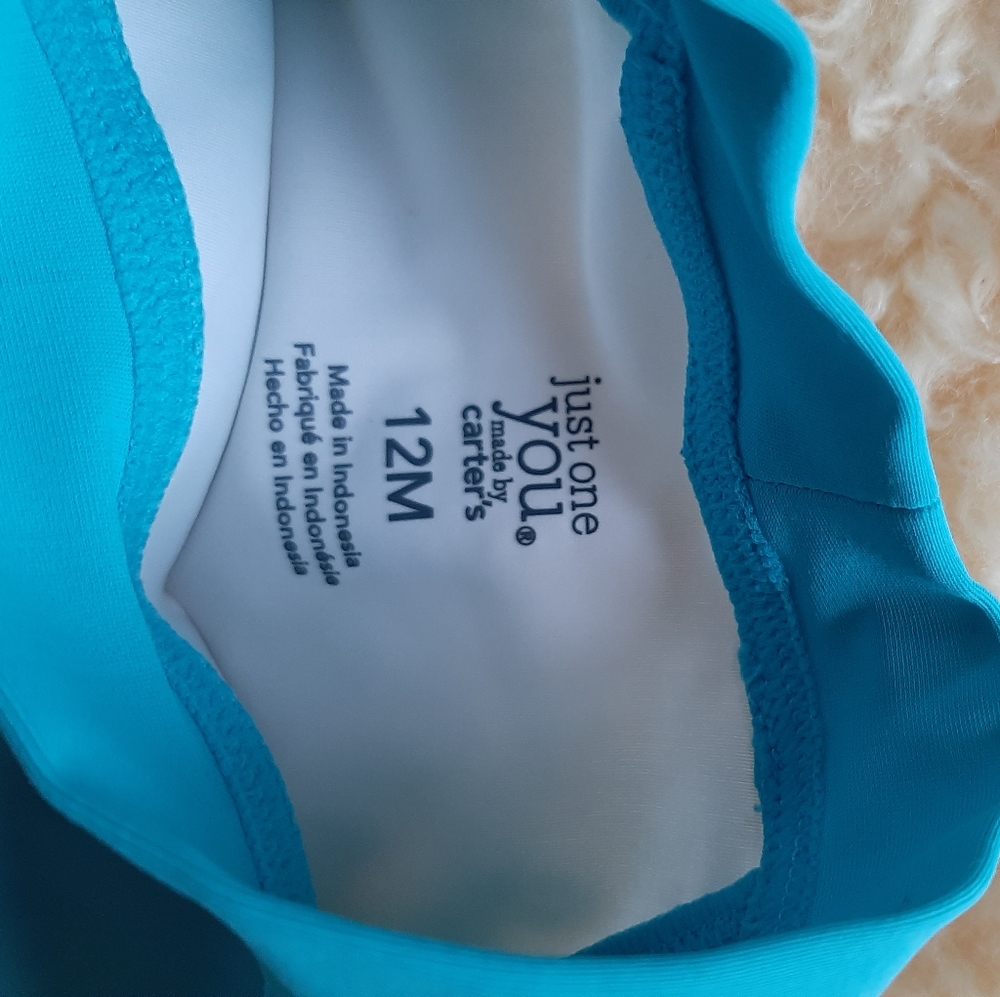 just one
you®
made by
carter's
12M
Made in Indonesia
Fabriqué en Indonésie
Hecho en Indonesia